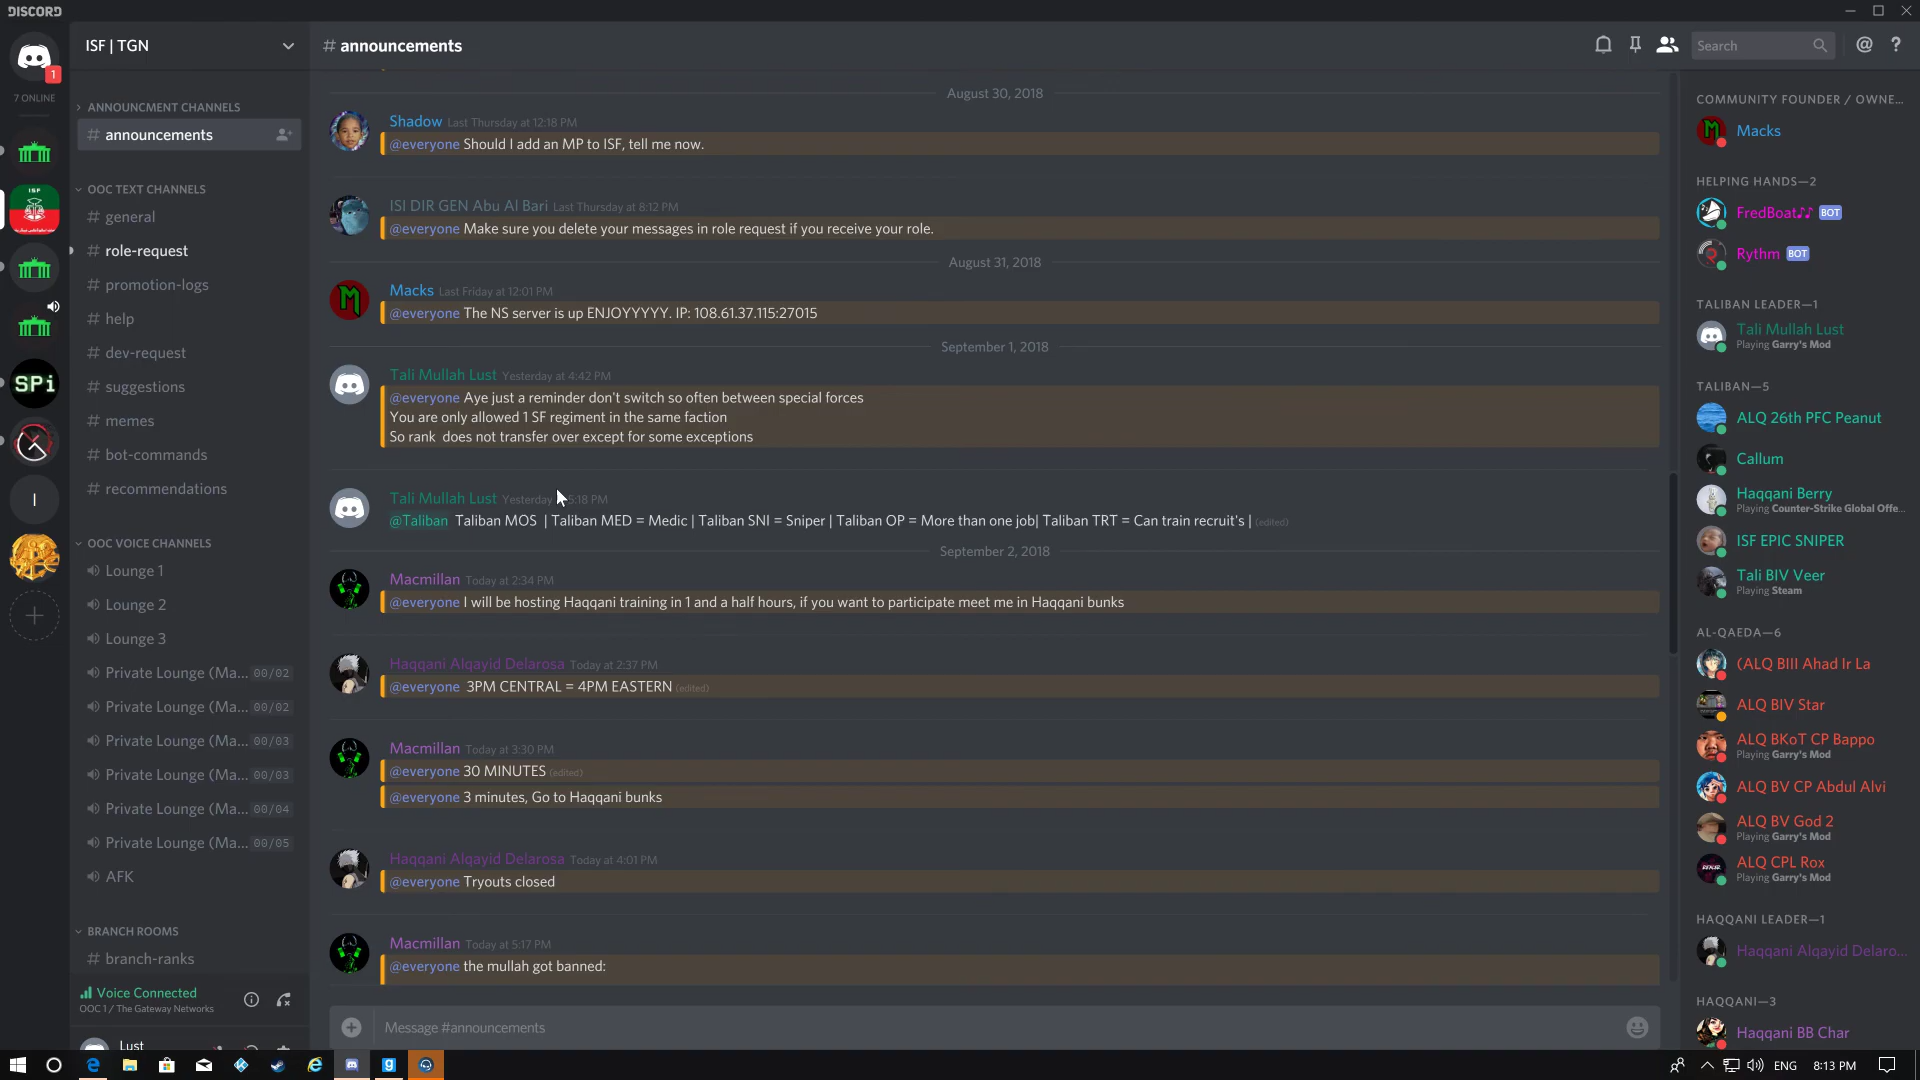 DISCORD
1
7 ONLINE
ISF
SPi
I
ISF | TGN
ANNOUNCMENT CHANNELS
# announcements
OOC TEXT CHANNELS
# general
# role-request
# promotion-logs
# help
# dev-request
# suggestions
# memes
# bot-commands
# recommendations
OOC VOICE CHANNELS
Lounge 1
Lounge 2
Lounge 3
Private Lounge (Ma... 00/02
Private Lounge (Ma... 00/02
Private Lounge (Ma... 00/03
Private Lounge (Ma... 00/03
Private Lounge (Ma... 00/04
Private Lounge (Ma... 00/05
AFK
BRANCH ROOMS
# branch-ranks
Voice Connected
OOC 1 / The Gateway Networks
Lust
# announcements
Search
@ ?
August 30, 2018
Shadow Last Thursday at 12:18 PM
@everyone Should I add an MP to ISF, tell me now.
ISI DIR GEN Abu Al Bari Last Thursday at 8:12 PM
@everyone Make sure you delete your messages in role request if you receive your role.
August 31, 2018
Macks Last Friday at 12:01 PM
@everyone The NS server is up ENJOYYYYY. IP: 108.61.37.115:27015
September 1, 2018
Tali Mullah Lust Yesterday at 4:42 PM
@everyone Aye just a reminder don't switch so often between special forces
You are only allowed 1 SF regiment in the same faction
So rank does not transfer over except for some exceptions
Tali Mullah Lust Yesterday 5:18 PM
@Taliban Taliban MOS | Taliban MED = Medic | Taliban SNI = Sniper | Taliban OP = More than one job| Taliban TRT = Can train recruit's | (edited)
September 2, 2018
Macmillan Today at 2:34 PM
@everyone I will be hosting Haqqani training in 1 and a half hours, if you want to participate meet me in Haqqani bunks
Haqqani Alqayid Delarosa Today at 2:37 PM
@everyone 3PM CENTRAL = 4PM EASTERN (edited)
Macmillan Today at 3:30 PM
@everyone 30 MINUTES (edited)
@everyone 3 minutes, Go to Haqqani bunks
Haqqani Alqayid Delarosa Today at 4:01 PM
@everyone Tryouts closed
Macmillan Today at 5:17 PM
@everyone the mullah got banned:
Message #announcements
COMMUNITY FOUNDER / OWNE...
Macks
HELPING HANDS—2
FredBoat♪♪ BOT
Rythm BOT
TALIBAN LEADER—1
Tali Mullah Lust
Playing Garry's Mod
TALIBAN—5
ALQ 26th PFC Peanut
Callum
Haqqani Berry
Playing Counter-Strike Global Offe...
ISF EPIC SNIPER
Tali BIV Veer
Playing Steam
AL-QAEDA—6
(ALQ BIII Ahad Ir La
ALQ BIV Star
ALQ BKoT CP Bappo
Playing Garry's Mod
ALQ BV CP Abdul Alvi
ALQ BV God 2
Playing Garry's Mod
ALQ CPL Rox
Playing Garry's Mod
HAQQANI LEADER—1
Haqqani Alqayid Delaro...
HAQQANI—3
Haqqani BB Char
ENG
8:13 PM